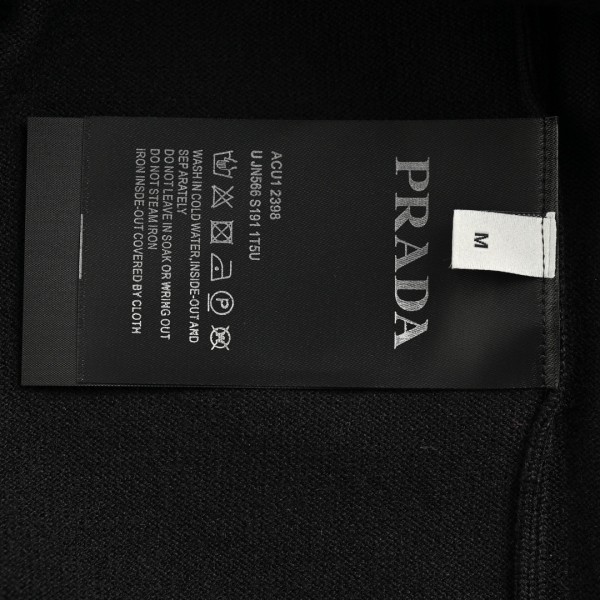 PRADA
M
ACU1 2398
U JN566 S191 1T5U
WASH IN COLD WATER,INSIDE-OUT AND
SEPARATELY
DO NOT LEAVE IN SOAK OR WRING OUT
DO NOT STEAM IRON
IRON INSDE-OUT COVERED BY CLOTH